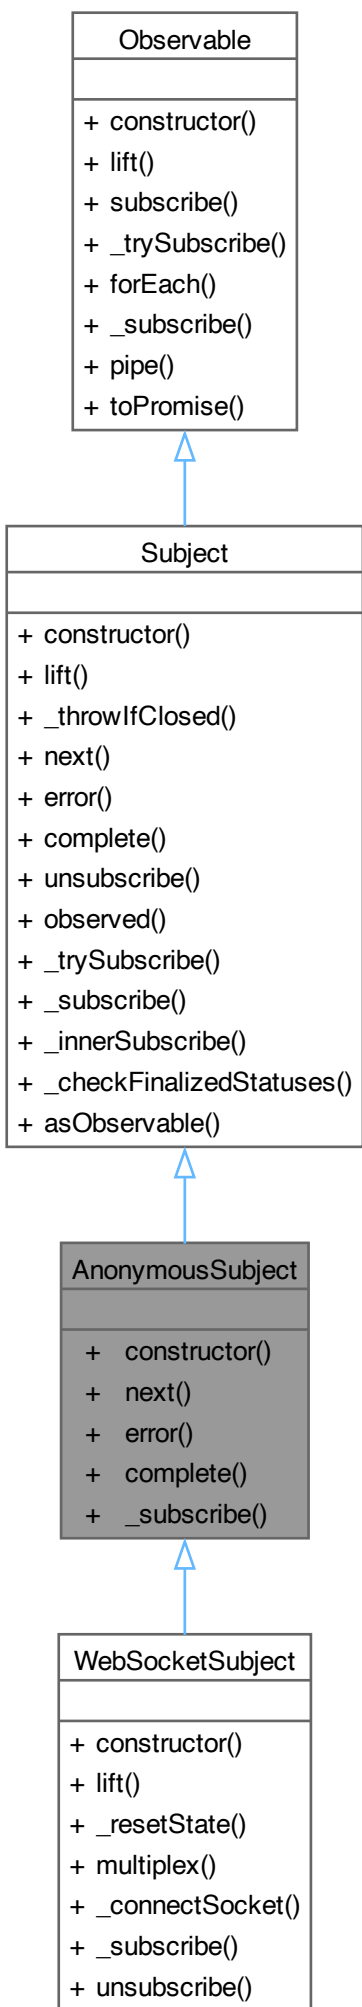 Observable
+ constructor()
+ lift()
+ subscribe()
+ _trySubscribe()
+ forEach()
+ _subscribe()
+ pipe()
+ toPromise()
Subject
+ constructor()
+ lift()
+ _throwIfClosed()
+ next()
+ error()
+ complete()
+ unsubscribe()
+ observed()
+ _trySubscribe()
+ _subscribe()
+ _innerSubscribe()
+ _checkFinalizedStatuses()
+ asObservable()
AnonymousSubject
+ constructor()
+ next()
+ error()
+ complete()
+ _subscribe()
WebSocketSubject
+ constructor()
+ lift()
+ _resetState()
+ multiplex()
+ _connectSocket()
+ _subscribe()
+ unsubscribe()